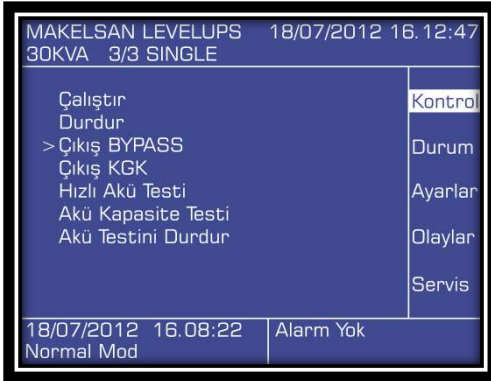 MAKELSAN LEVELUPS 18/07/2012 16.12:47
30KVA 3/3 SINGLE
Çalıştır
Durdur
>Çıkış BYPASS
Çıkış KGK
Hızlı Akü Testi
Akü Kapasite Testi
Akü Testini Durdur
Kontrol
Durum
Ayarlar
Olaylar
Servis
18/07/2012 16.08:22
Normal Mod
Alarm Yok